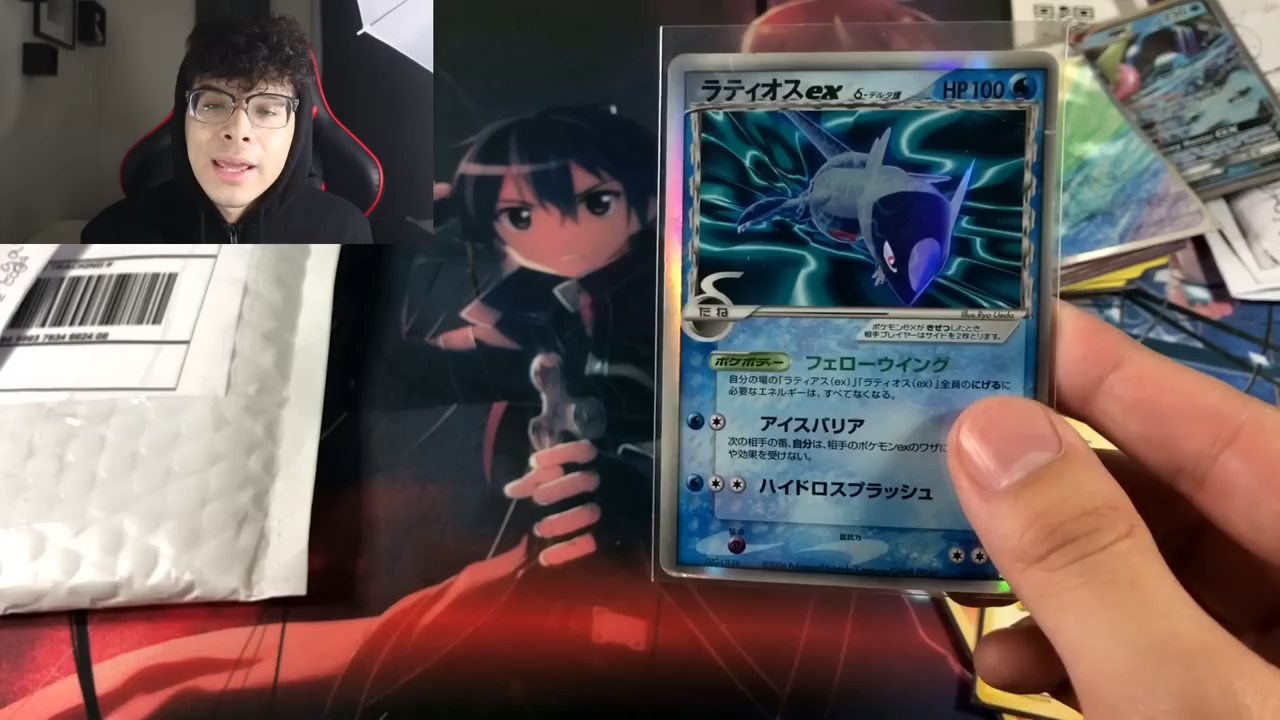 TRACKING #
ラティオスex δ-デルタ種 HP100
δ
たね
Illus.Ryo Ueda
ポケモンexがきぜつしたとき、
相手プレイヤーはサイドを2枚とります。
ポケボディー フェローウイング
自分の場の「ラティアス(ex)」「ラティオス(ex)」全員のにげるに
必要なエネルギーは、すべてなくなる。
アイスバリア
次の相手の番、自分は、相手のポケモンexのワザに
や効果を受けない。
ハイドロスプラッシュ
弱点
抵抗力